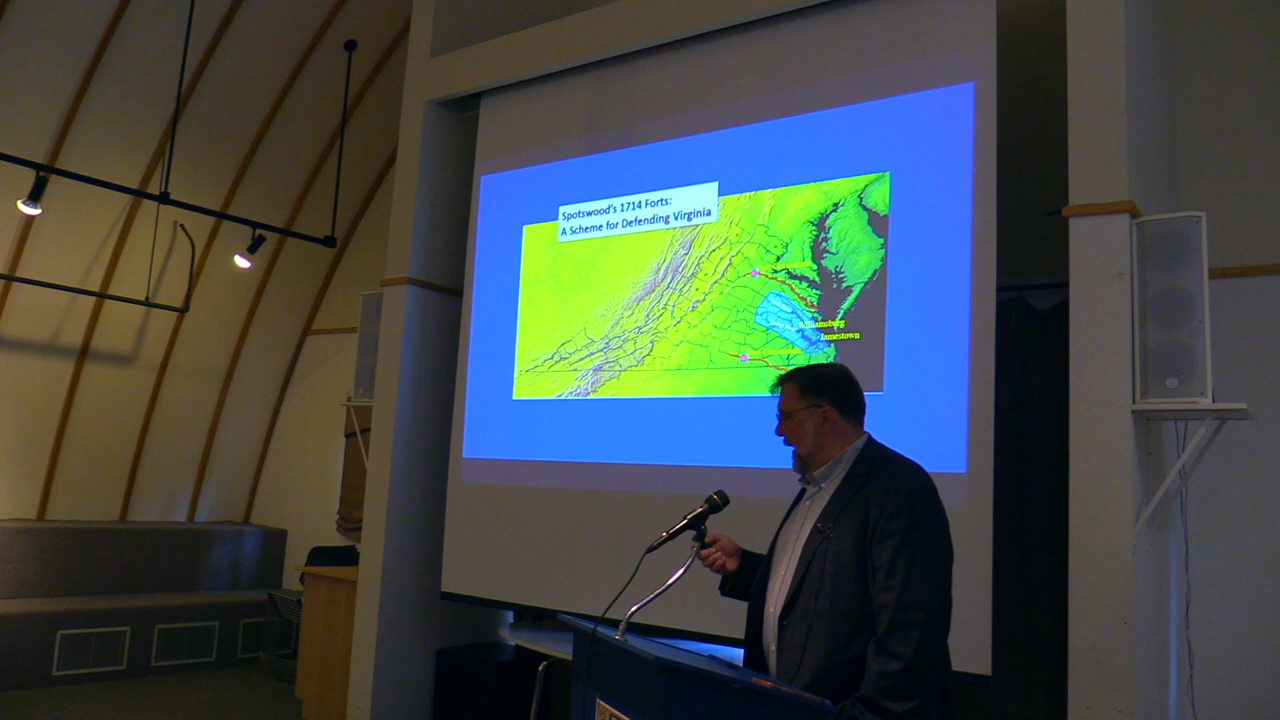 Spotswood's 1714 Forts:
A Scheme for Defending Virginia
Williamsburg
Jamestown